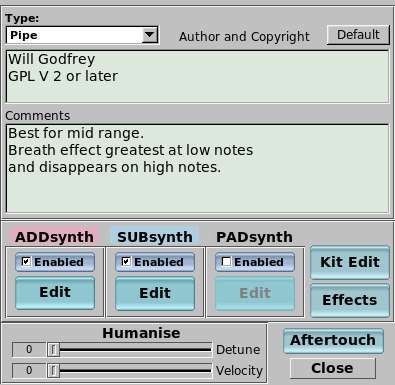 Type:
Pipe
Author and Copyright
Default
Will Godfrey
GPL V 2 or later
Comments
Best for mid range.
Breath effect greatest at low notes
and disappears on high notes.
ADDsynth
SUBsynth
PADsynth
Enabled
Enabled
Enabled
Kit Edit
Edit
Edit
Edit
Effects
Humanise
0
Detune
0
Velocity
Aftertouch
Close